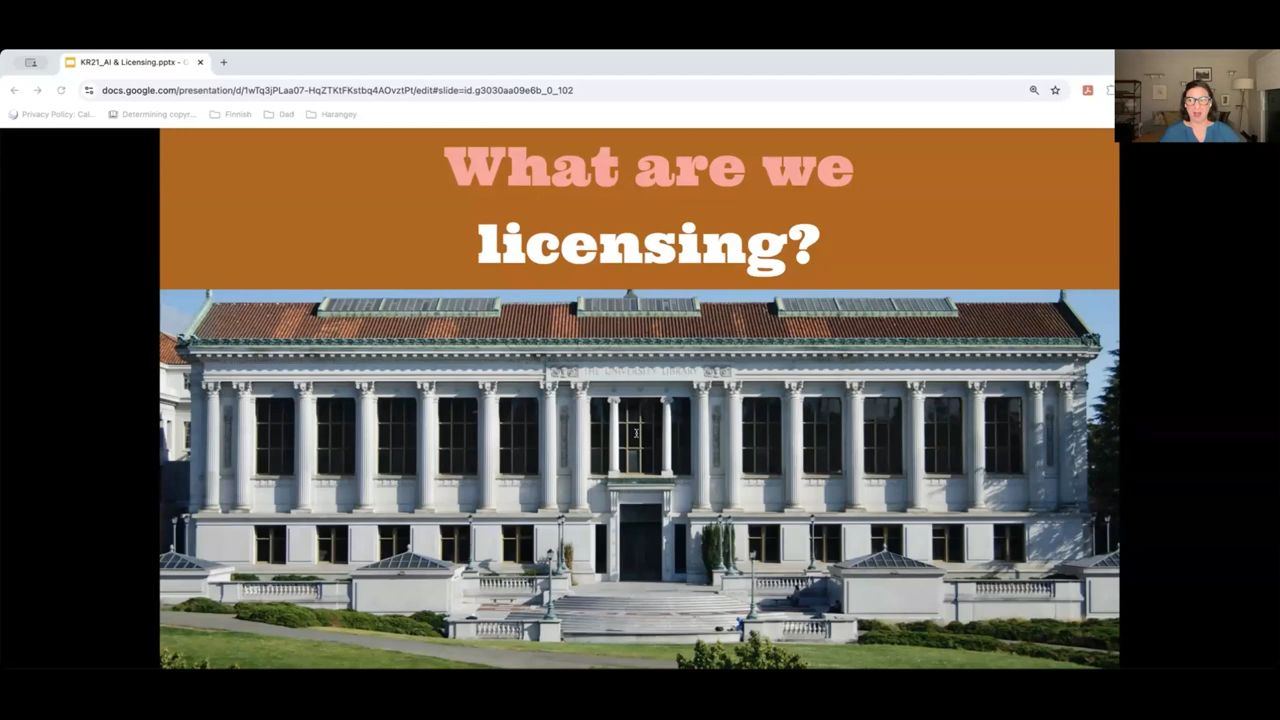 KR21_AI & Licensing.pptx - G
docs.google.com/presentation/d/1wTq3jPLaa07-HqZTKtFKstbq4AOvztPt/edit#slide=id.g3030aa09e6b_0_102
Privacy Policy: Cal...
Determining copyr...
Finnish
Dad
Harangey
What are we
licensing?